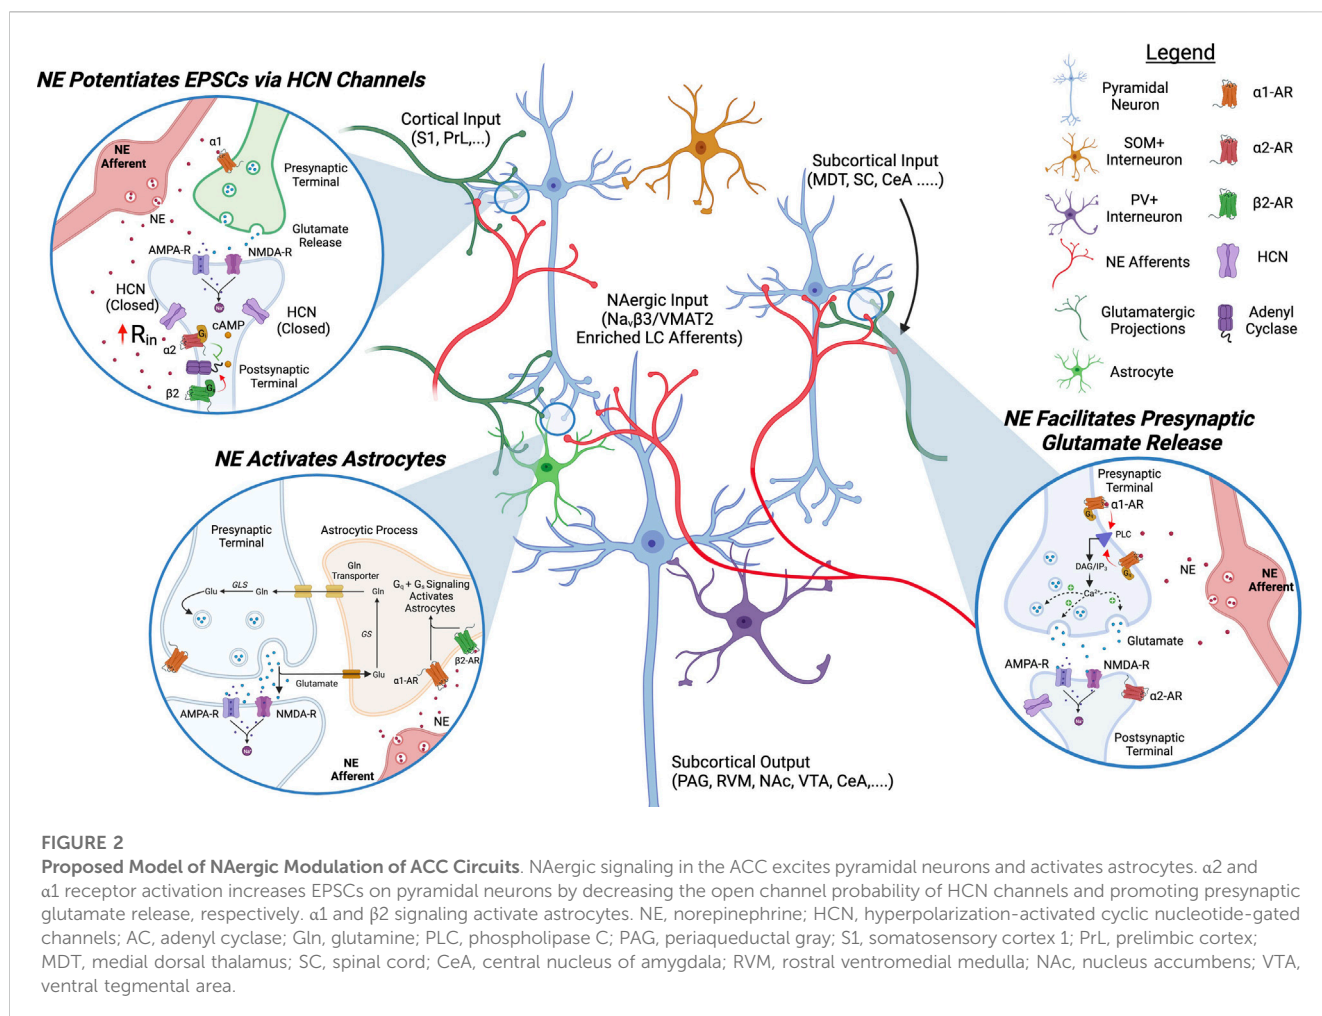 NE Potentiates EPSCs via HCN Channels
α1
NE
Afferent
Presynaptic
Terminal
NE
Glutamate
Release
AMPA-R
NMDA-R
HCN
(Closed)
Na⁺
HCN
(Closed)
Rin
cAMP
Gi
α2
Postsynaptic
Terminal
β2
Gs
Cortical Input
(S1, PrL,...)
Subcortical Input
(MDT, SC, CeA .....)
NAergic Input
(Naᵥβ3/VMAT2
Enriched LC Afferents)
Legend
Pyramidal
Neuron
α1-AR
SOM+
Interneuron
α2-AR
PV+
Interneuron
β2-AR
NE Afferents
HCN
Glutamatergic
Projections
Adenyl
Cyclase
Astrocyte
NE Activates Astrocytes
Presynaptic
Terminal
Astrocytic Process
Gln
Transporter
Gq + Gs Signaling
Activates
Astrocytes
Glu
GLS
Gln
Gln
GS
β2-AR
α1-AR
Glutamate
Glu
AMPA-R
NMDA-R
Na⁺
NE
NE
Afferent
NE Facilitates Presynaptic
Glutamate Release
Presynaptic
Terminal
α1-AR
Gq
PLC
Gq
DAG/IP₃
NE
Ca²⁺
NE
Afferent
Glutamate
AMPA-R
NMDA-R
α2-AR
Na⁺
Postsynaptic
Terminal
Subcortical Output
(PAG, RVM, NAc, VTA, CeA,....)
FIGURE 2
Proposed Model of NAergic Modulation of ACC Circuits. NAergic signaling in the ACC excites pyramidal neurons and activates astrocytes. α2 and
α1 receptor activation increases EPSCs on pyramidal neurons by decreasing the open channel probability of HCN channels and promoting presynaptic
glutamate release, respectively. α1 and β2 signaling activate astrocytes. NE, norepinephrine; HCN, hyperpolarization-activated cyclic nucleotide-gated
channels; AC, adenyl cyclase; Gln, glutamine; PLC, phospholipase C; PAG, periaqueductal gray; S1, somatosensory cortex 1; PrL, prelimbic cortex;
MDT, medial dorsal thalamus; SC, spinal cord; CeA, central nucleus of amygdala; RVM, rostral ventromedial medulla; NAc, nucleus accumbens; VTA,
ventral tegmental area.